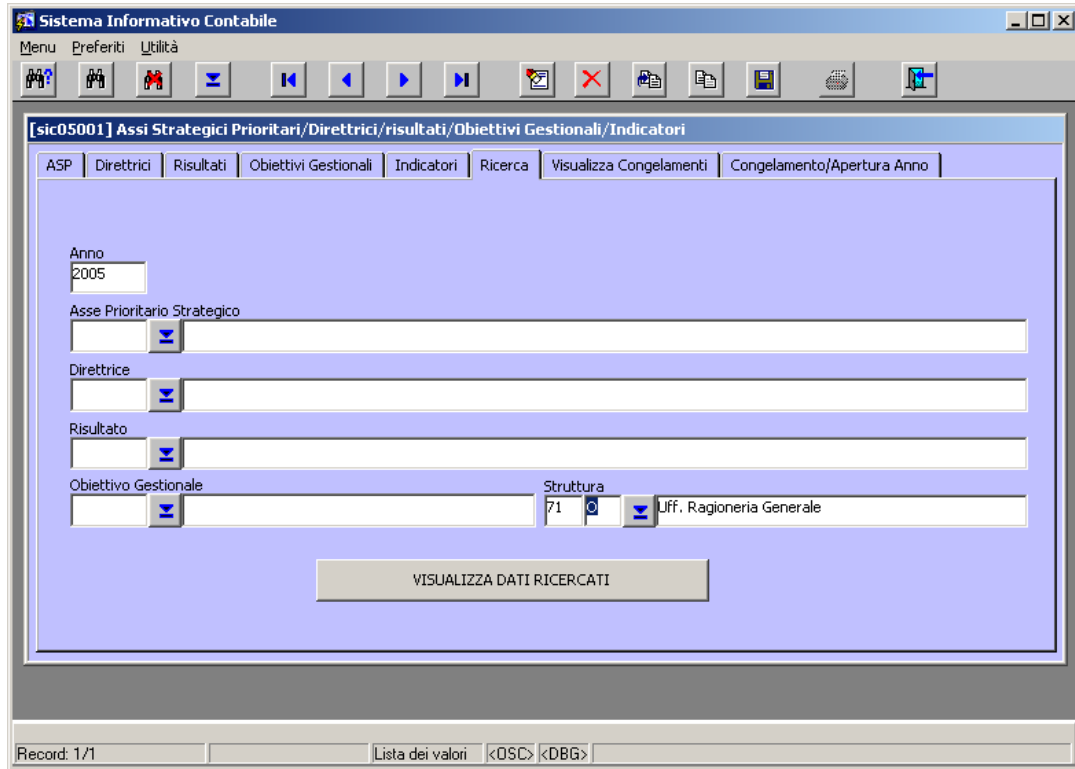 Sistema Informativo Contabile
Menu Preferiti Utilità
[sic05001] Assi Strategici Prioritari/Direttrici/risultati/Obiettivi Gestionali/Indicatori
ASP Direttrici Risultati Obiettivi Gestionali Indicatori Ricerca Visualizza Congelamenti Congelamento/Apertura Anno
Anno
2005
Asse Prioritario Strategico
Direttrice
Risultato
Obiettivo Gestionale Struttura
71 O Uff. Ragioneria Generale
VISUALIZZA DATI RICERCATI
Record: 1/1 Lista dei valori <OSC> <DBG>